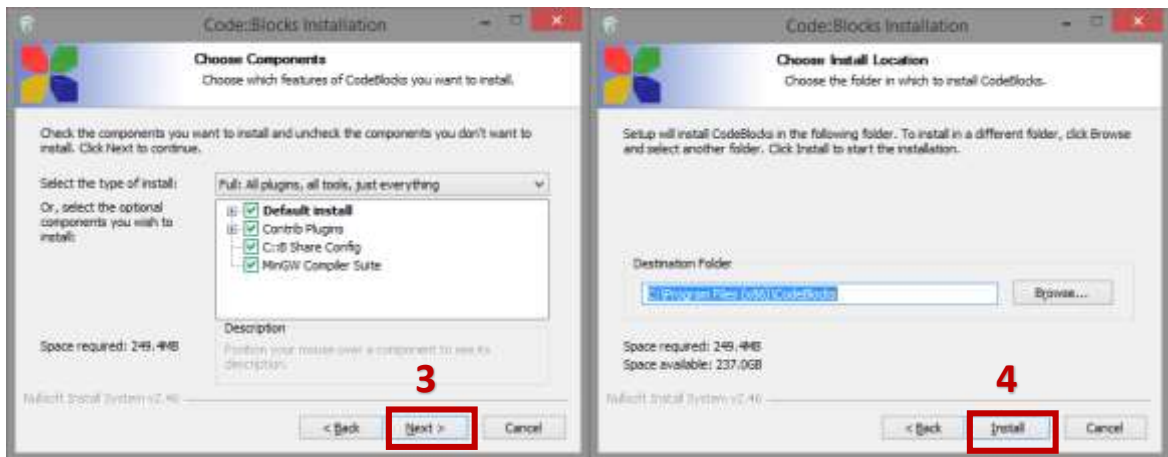 Code::Blocks Installation
Choose Components
Choose which features of CodeBlocks you want to install.
Check the components you want to install and uncheck the components you don't want to
install. Click Next to continue.
Select the type of install:
Full: All plugins, all tools, just everything
Or, select the optional
components you wish to
install:
Default install
Contrib Plugins
C::B Share Config
MinGW Compiler Suite
Space required: 249.4MB
Description
Position your mouse over a component to see its
description.
Nullsoft Install System v2.46
3
< Back
Next >
Cancel
Code::Blocks Installation
Choose Install Location
Choose the folder in which to install CodeBlocks.
Setup will install CodeBlocks in the following folder. To install in a different folder, click Browse
and select another folder. Click Install to start the installation.
Destination Folder
C:\Program Files (x86)\CodeBlocks
Browse...
Space required: 249.4MB
Space available: 237.0GB
Nullsoft Install System v2.46
4
< Back
Install
Cancel